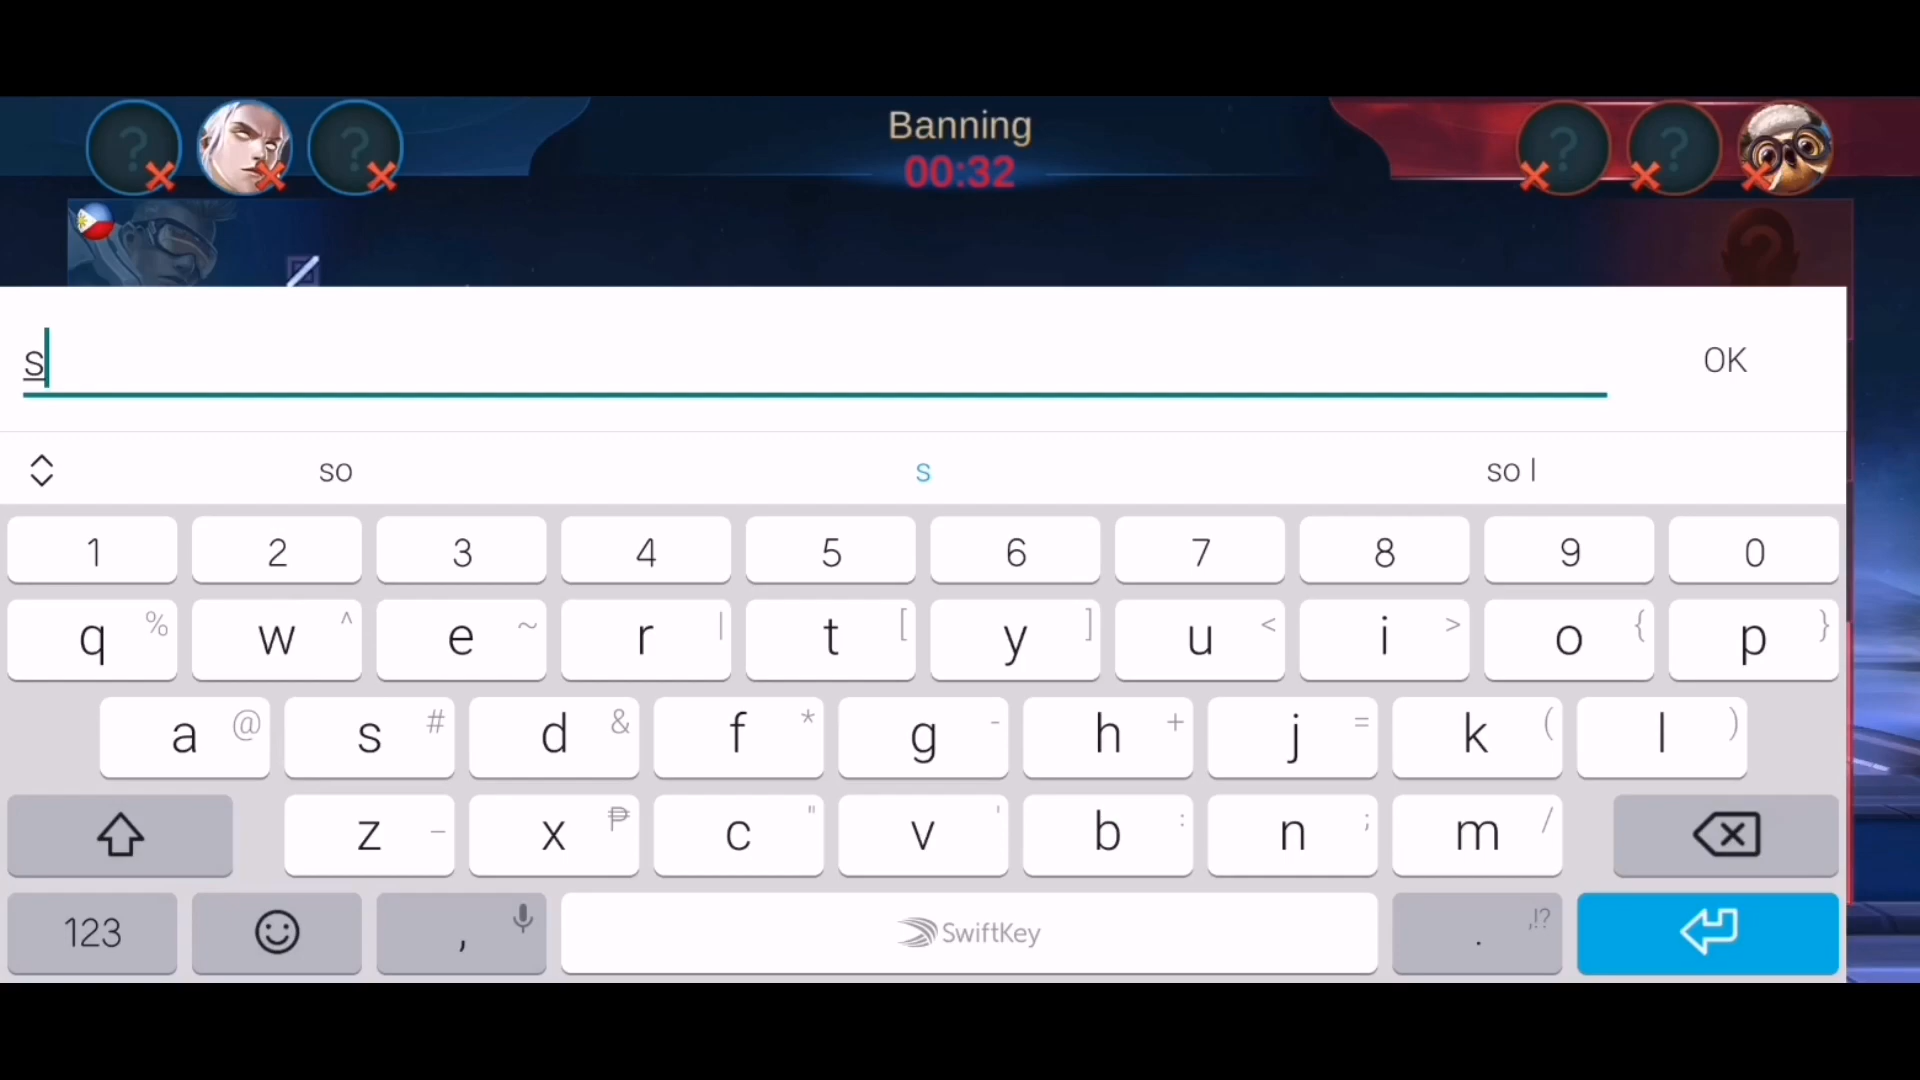 Banning
00:32
s
OK
so
s
so I
1 2 3 4 5 6 7 8 9 0
q % w ^ e ~ r | t [ y ] u < i > o { p }
a @ s # d & f * g - h + j = k ( l )
z _ x ₱ c " v ' b : n ; m /
123 , SwiftKey . ,!?